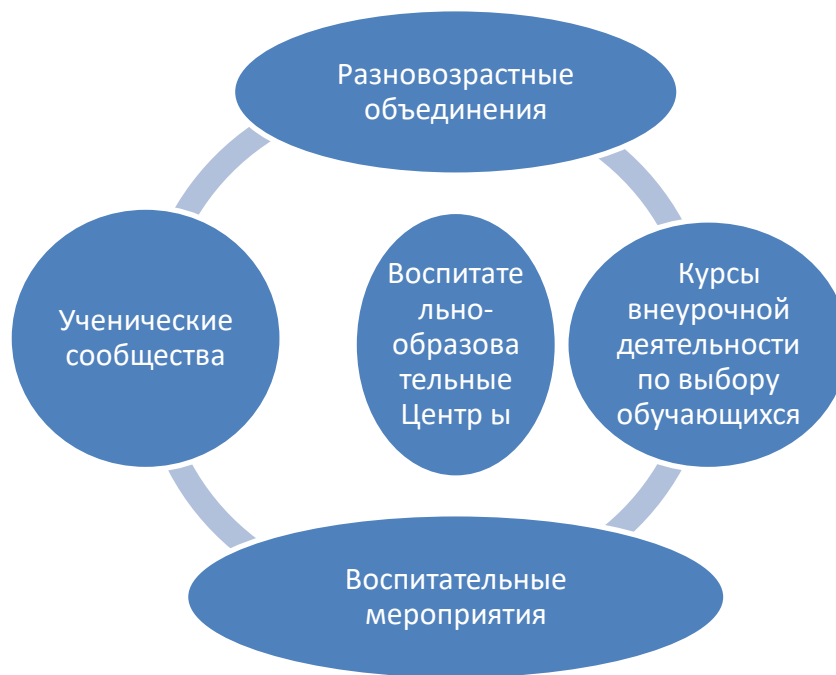 Разновозрастные
объединения
Ученические
сообщества
Воспитате
льно-
образова
тельные
Центр ы
Курсы
внеурочной
деятельности
по выбору
обучающихся
Воспитательные
мероприятия